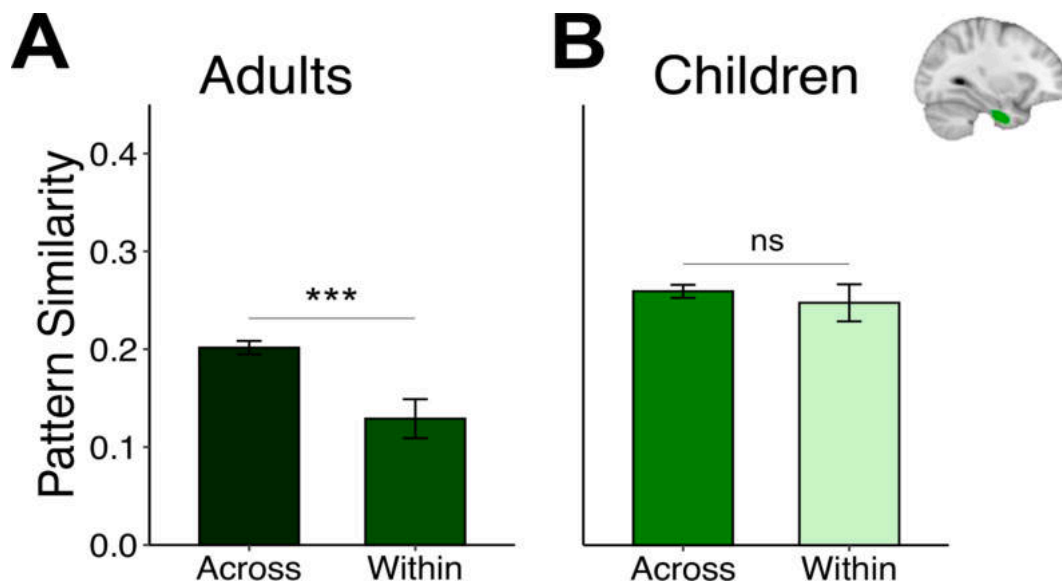 A
Adults
Pattern Similarity
0.4
0.3
0.2
0.1
0.0
***
Across
Within
B
Children
ns
Across
Within